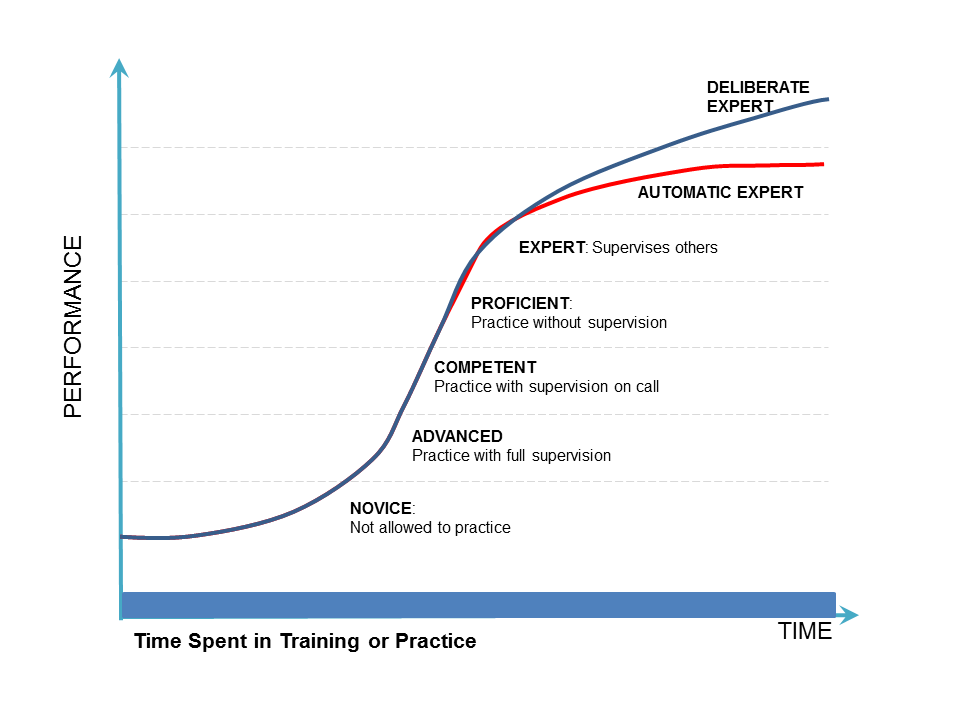 DELIBERATE
EXPERT
AUTOMATIC EXPERT
EXPERT: Supervises others
PROFICIENT:
Practice without supervision
COMPETENT
Practice with supervision on call
ADVANCED
Practice with full supervision
NOVICE:
Not allowed to practice
PERFORMANCE
TIME
Time Spent in Training or Practice